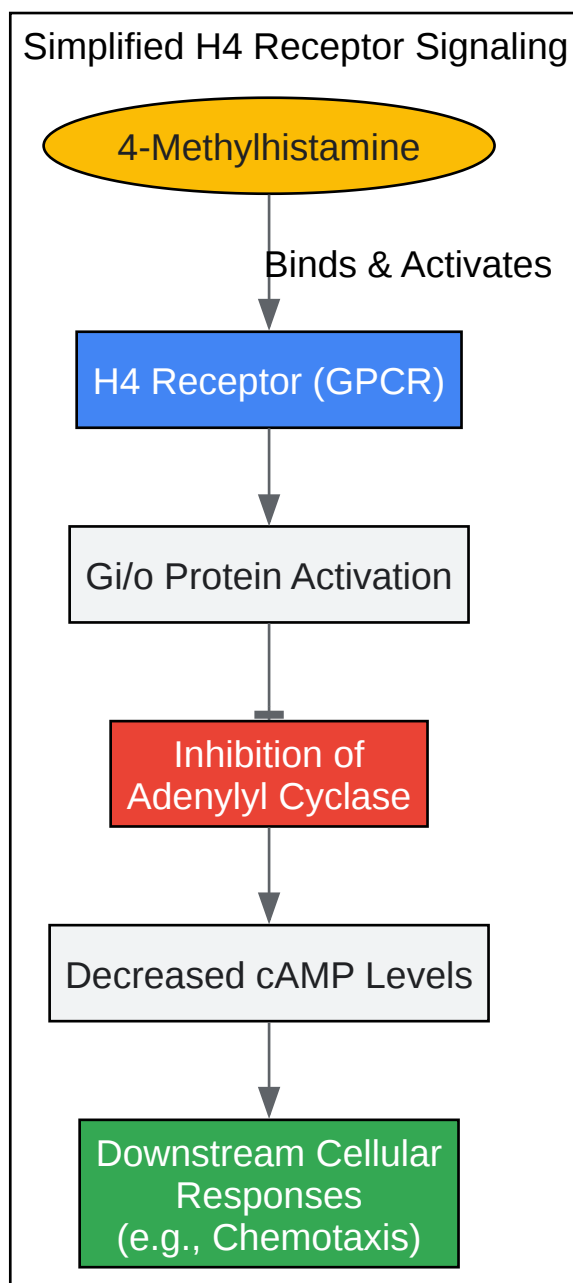 Simplified H4 Receptor Signaling
4-Methylhistamine
Binds & Activates
H4 Receptor (GPCR)
Gi/o Protein Activation
Inhibition of
Adenylyl Cyclase
Decreased cAMP Levels
Downstream Cellular
Responses
(e.g., Chemotaxis)